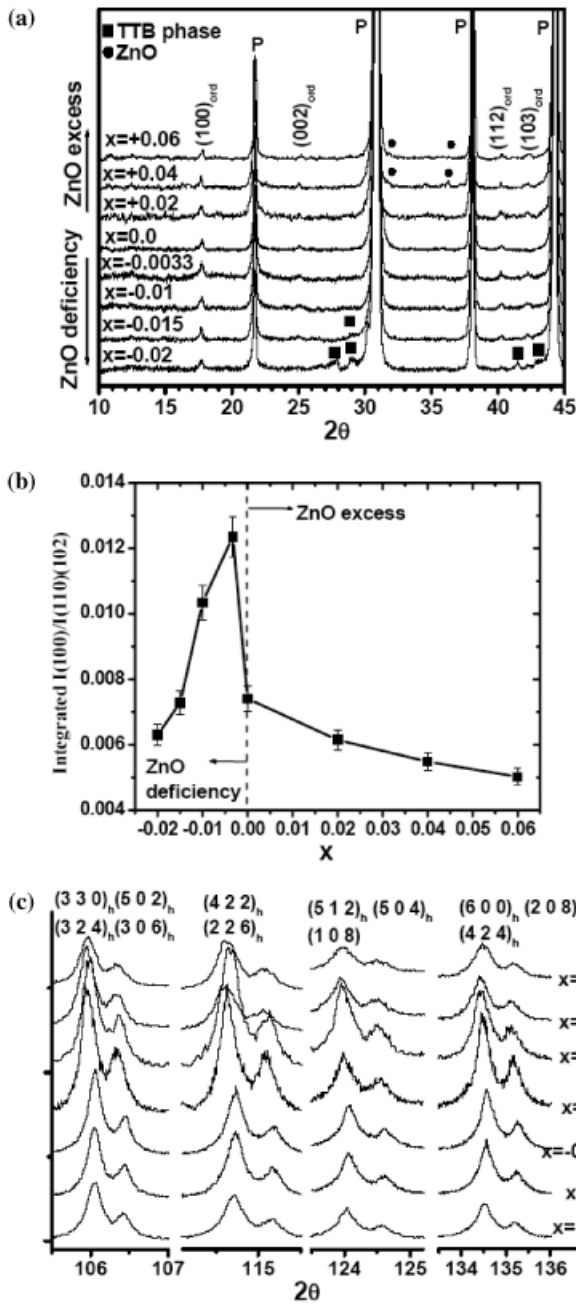 (a)
■ TTB phase
● ZnO
P
P
P
P
(100)ord
(002)ord
(112)ord
(103)ord
ZnO excess
ZnO deficiency
x=+0.06
x=+0.04
x=+0.02
x=0.0
x=-0.0033
x=-0.01
x=-0.015
x=-0.02
10 15 20 25 30 35 40 45
2θ
(b)
Integrated I(100)/I(110)(102)
0.014
0.012
0.010
0.008
0.006
0.004
ZnO excess
ZnO
deficiency
-0.02 -0.01 0.00 0.01 0.02 0.03 0.04 0.05 0.06
X
(c)
(3 3 0)h (5 0 2)h
(3 2 4)h (3 0 6)h
(4 2 2)h
(2 2 6)h
(5 1 2)h (5 0 4)h
(1 0 8)
(6 0 0)h (2 0 8)
(4 2 4)h
x=
x=
x=
x=
x=-0
x
x=
106 107 115 124 125 134 135 136
2θ